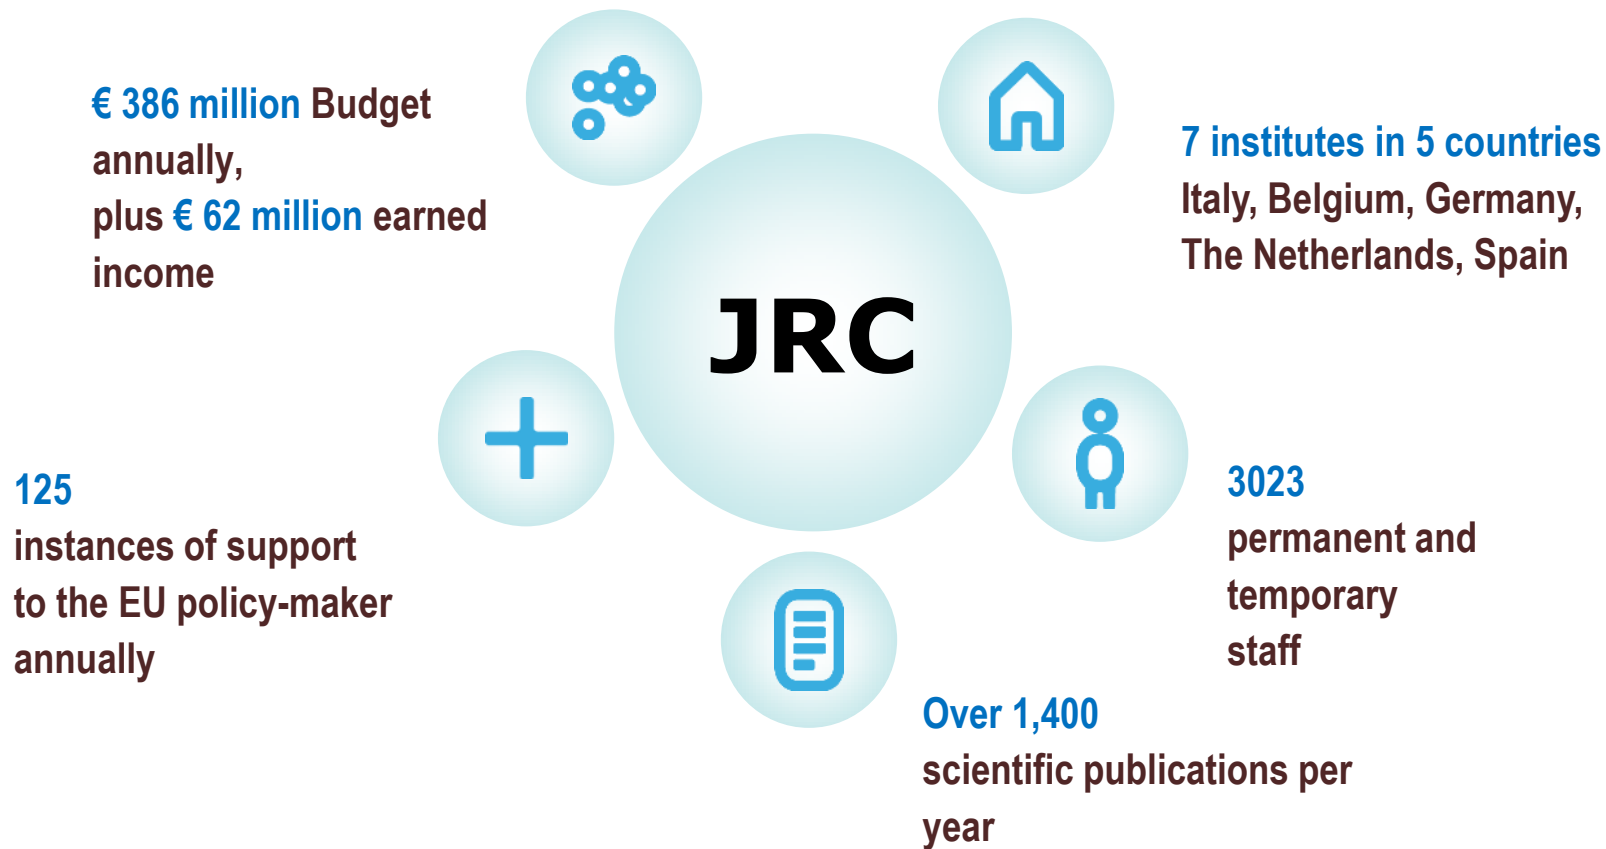 € 386 million Budget
annually,
plus € 62 million earned
income
7 institutes in 5 countries
Italy, Belgium, Germany,
The Netherlands, Spain
JRC
125
instances of support
to the EU policy-maker
annually
3023
permanent and
temporary
staff
Over 1,400
scientific publications per
year